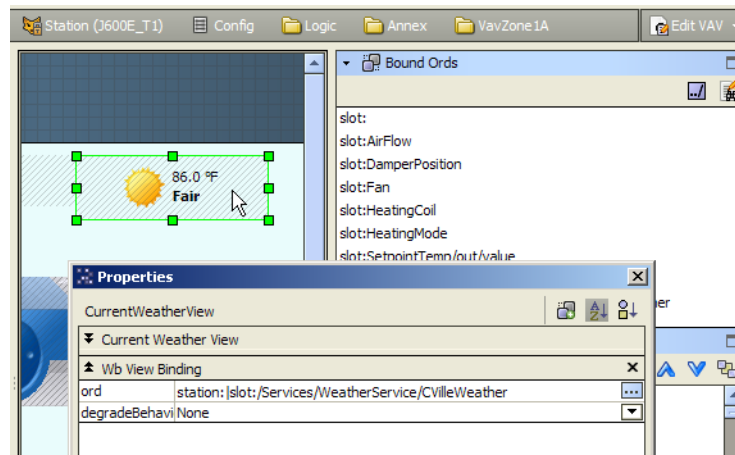 Station (J600E_T1) Config Logic Annex VavZone1A Edit VAV
Bound Ords
slot:
slot:AirFlow
slot:DamperPosition
slot:Fan
slot:HeatingCoil
slot:HeatingMode
slot:SetpointTemp/out/value
86.0 °F
Fair
Properties
CurrentWeatherView
Current Weather View
Wb View Binding
ord station:|slot:/Services/WeatherService/CVilleWeather
degradeBehavi None